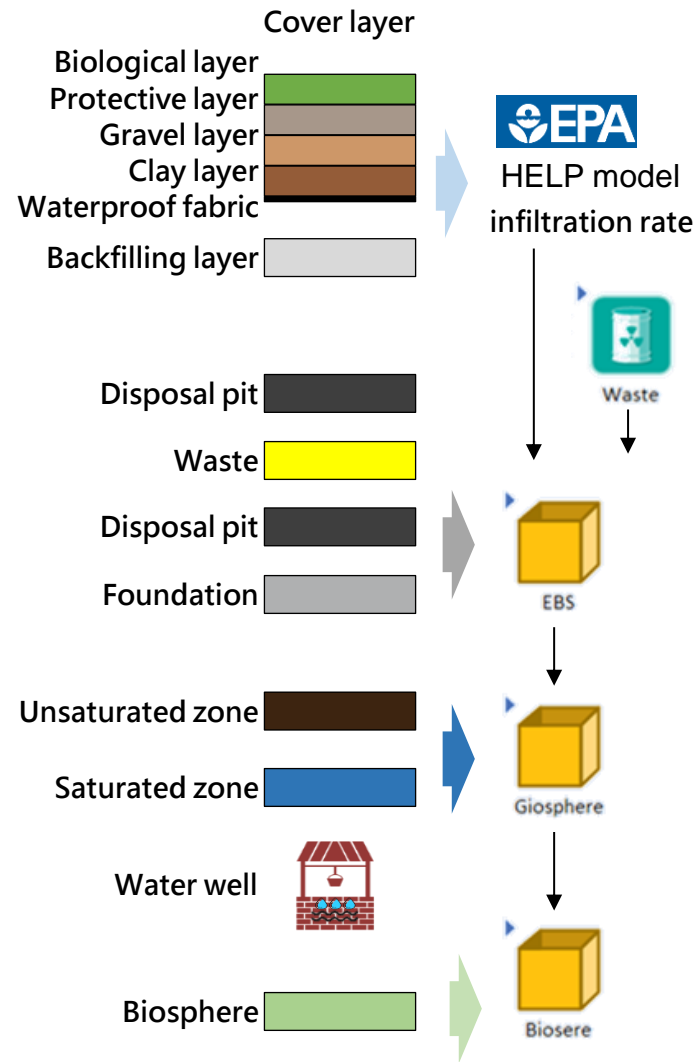 Cover layer
Biological layer
Protective layer
Gravel layer
Clay layer
Waterproof fabric
Backfilling layer
EPA
HELP model
infiltration rate
Waste
Disposal pit
Waste
Disposal pit
Foundation
EBS
Unsaturated zone
Saturated zone
Giosphere
Water well
Biosphere
Biosere